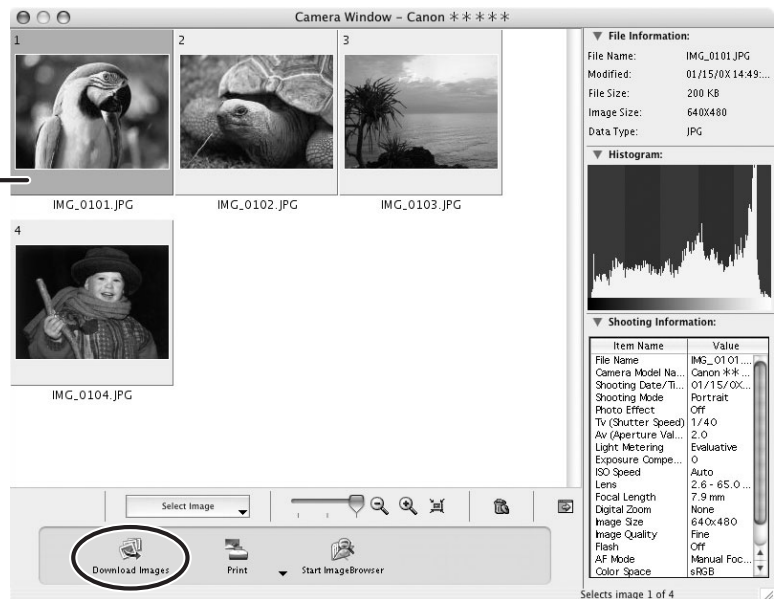 Camera Window - Canon ＊＊＊＊＊
1
2
3
IMG_0101.JPG
IMG_0102.JPG
IMG_0103.JPG
4
IMG_0104.JPG
Select Image
Download Images
Print
Start ImageBrowser
File Information:
File Name: IMG_0101.JPG
Modified: 01/15/0X 14:49:...
File Size: 200 KB
Image Size: 640X480
Data Type: JPG
Histogram:
Shooting Information:
Item Name Value
File Name IMG_0101....
Camera Model Na... Canon ＊＊ ...
Shooting Date/Ti... 01/15/0X...
Shooting Mode Portrait
Photo Effect Off
Tv (Shutter Speed) 1/40
Av (Aperture Val... 2.0
Light Metering Evaluative
Exposure Compe... 0
ISO Speed Auto
Lens 2.6 - 65.0 ...
Focal Length 7.9 mm
Digital Zoom None
Image Size 640x480
Image Quality Fine
Flash Off
AF Mode Manual Foc...
Color Space sRGB
Selects image 1 of 4